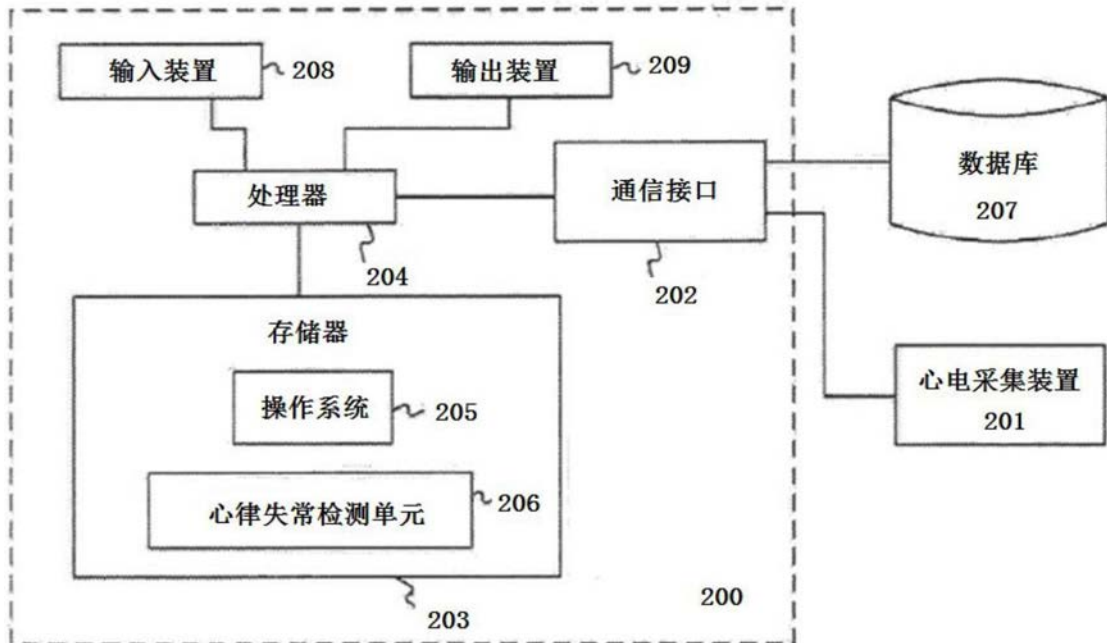 输入装置 208
输出装置 209
处理器
204
通信接口
202
数据库
207
存储器
操作系统 205
心律失常检测单元 206
203
200
心电采集装置
201